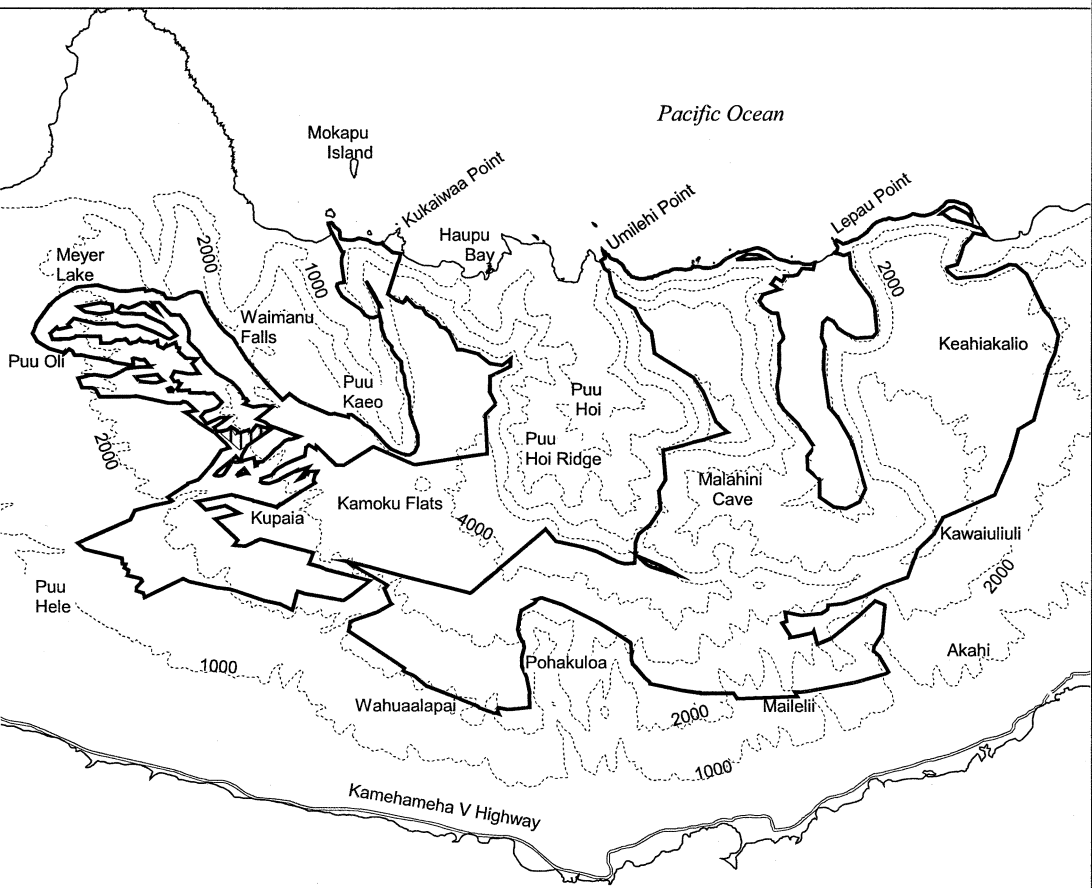 Pacific Ocean
Mokapu
Island
Kukaiwaa Point
Umilehi Point
Lepau Point
Haupu
Bay
Meyer
Lake
2000
1000
2000
Waimanu
Falls
Puu Oli
Keahiakalio
Puu
Kaeo
Puu
Hoi
Puu
Hoi Ridge
2000
Malahini
Cave
Kamoku Flats
Kupaia
4000
Kawaiuliuli
2000
Puu
Hele
1000
Pohakuloa
Akahi
Wahuaalapai
2000
Mailelii
1000
Kamehameha V Highway